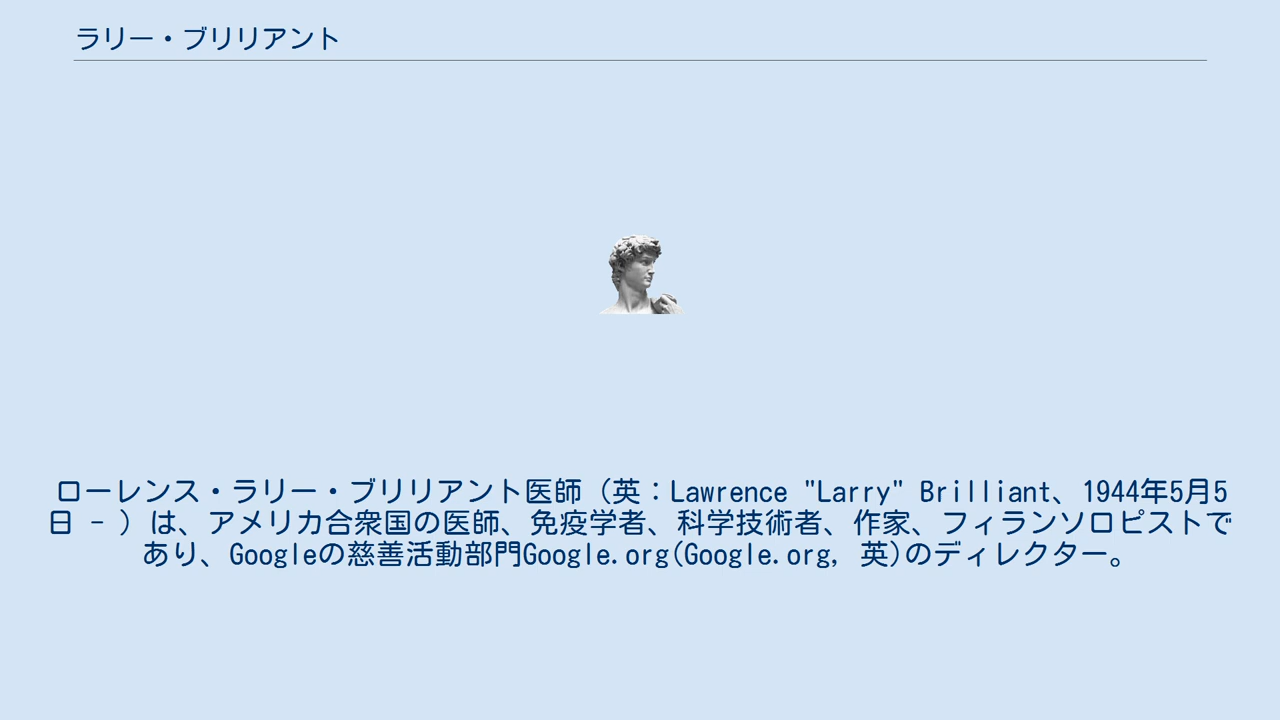 ラリー・ブリリアント
ローレンス・ラリー・ブリリアント医師（英：Lawrence "Larry" Brilliant、1944年5月5
日 - ）は、アメリカ合衆国の医師、免疫学者、科学技術者、作家、フィランソロピストで
あり、Googleの慈善活動部門Google.org(Google.org, 英)のディレクター。